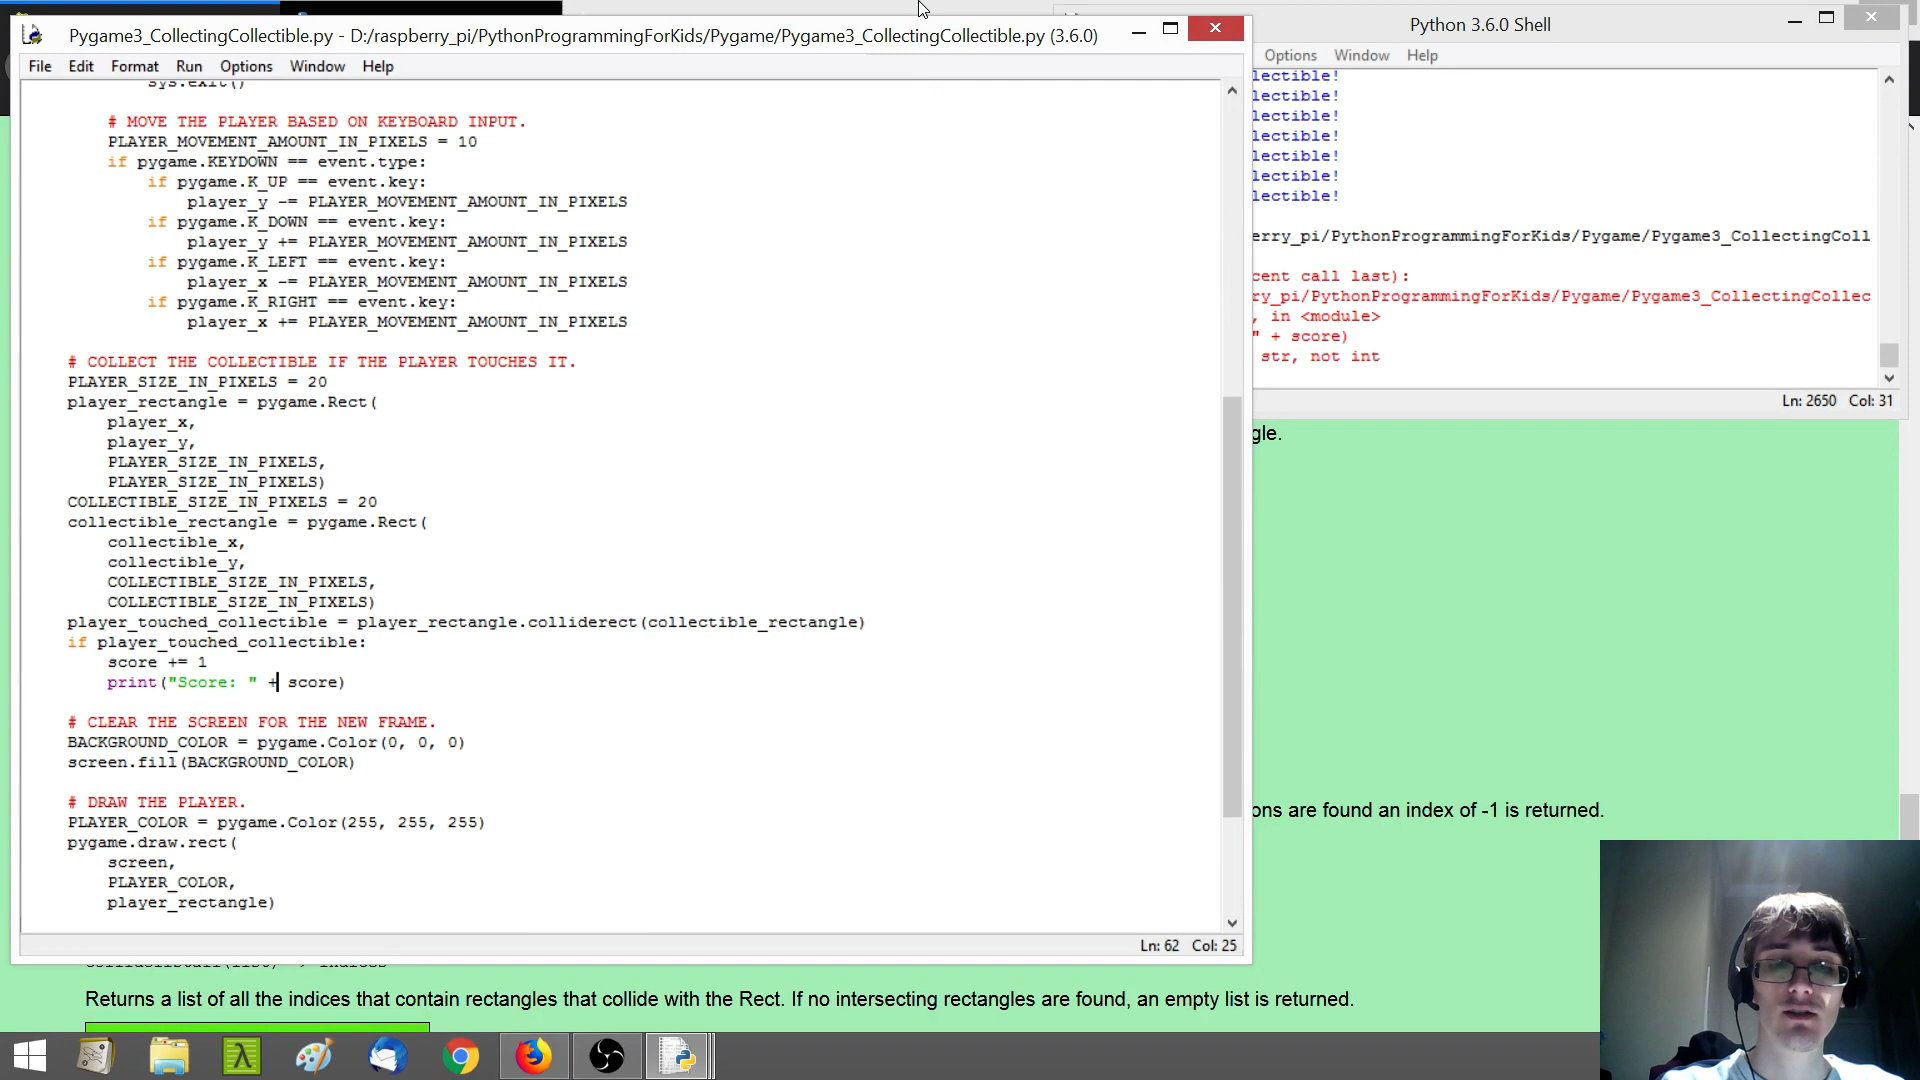 Pygame3_CollectingCollectible.py - D:/raspberry_pi/PythonProgrammingForKids/Pygame/Pygame3_CollectingCollectible.py (3.6.0)
File Edit Format Run Options Window Help
sys.exit()
# MOVE THE PLAYER BASED ON KEYBOARD INPUT.
PLAYER_MOVEMENT_AMOUNT_IN_PIXELS = 10
if pygame.KEYDOWN == event.type:
if pygame.K_UP == event.key:
player_y -= PLAYER_MOVEMENT_AMOUNT_IN_PIXELS
if pygame.K_DOWN == event.key:
player_y += PLAYER_MOVEMENT_AMOUNT_IN_PIXELS
if pygame.K_LEFT == event.key:
player_x -= PLAYER_MOVEMENT_AMOUNT_IN_PIXELS
if pygame.K_RIGHT == event.key:
player_x += PLAYER_MOVEMENT_AMOUNT_IN_PIXELS
# COLLECT THE COLLECTIBLE IF THE PLAYER TOUCHES IT.
PLAYER_SIZE_IN_PIXELS = 20
player_rectangle = pygame.Rect(
player_x,
player_y,
PLAYER_SIZE_IN_PIXELS,
PLAYER_SIZE_IN_PIXELS)
COLLECTIBLE_SIZE_IN_PIXELS = 20
collectible_rectangle = pygame.Rect(
collectible_x,
collectible_y,
COLLECTIBLE_SIZE_IN_PIXELS,
COLLECTIBLE_SIZE_IN_PIXELS)
player_touched_collectible = player_rectangle.colliderect(collectible_rectangle)
if player_touched_collectible:
score += 1
print("Score: " + score)
# CLEAR THE SCREEN FOR THE NEW FRAME.
BACKGROUND_COLOR = pygame.Color(0, 0, 0)
screen.fill(BACKGROUND_COLOR)
# DRAW THE PLAYER.
PLAYER_COLOR = pygame.Color(255, 255, 255)
pygame.draw.rect(
screen,
PLAYER_COLOR,
player_rectangle)
Ln: 62 Col: 25
Python 3.6.0 Shell
Options Window Help
lectible!
lectible!
lectible!
lectible!
lectible!
lectible!
lectible!
erry_pi/PythonProgrammingForKids/Pygame/Pygame3_CollectingColl
cent call last):
ry_pi/PythonProgrammingForKids/Pygame/Pygame3_CollectingCollec
, in <module>
" + score)
str, not int
Ln: 2650 Col: 31
gle.
ons are found an index of -1 is returned.
Returns a list of all the indices that contain rectangles that collide with the Rect. If no intersecting rectangles are found, an empty list is returned.